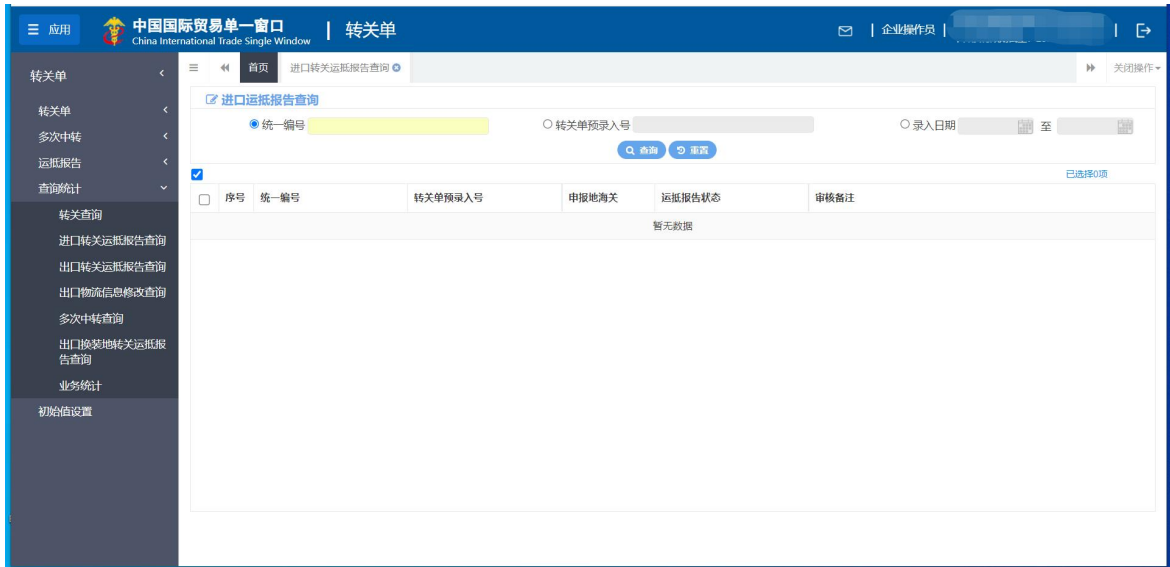 应用
中国国际贸易单一窗口
China International Trade Single Window
转关单
企业操作员
转关单
转关单
多次中转
运抵报告
查询统计
转关查询
进口转关运抵报告查询
出口转关运抵报告查询
出口物流信息修改查询
多次中转查询
出口换装地转关运抵报
告查询
业务统计
初始值设置
首页 进口转关运抵报告查询 关闭操作
进口运抵报告查询
统一编号 转关单预录入号 录入日期 至
查询 重置
已选择0项
序号 统一编号 转关单预录入号 申报地海关 运抵报告状态 审核备注
暂无数据